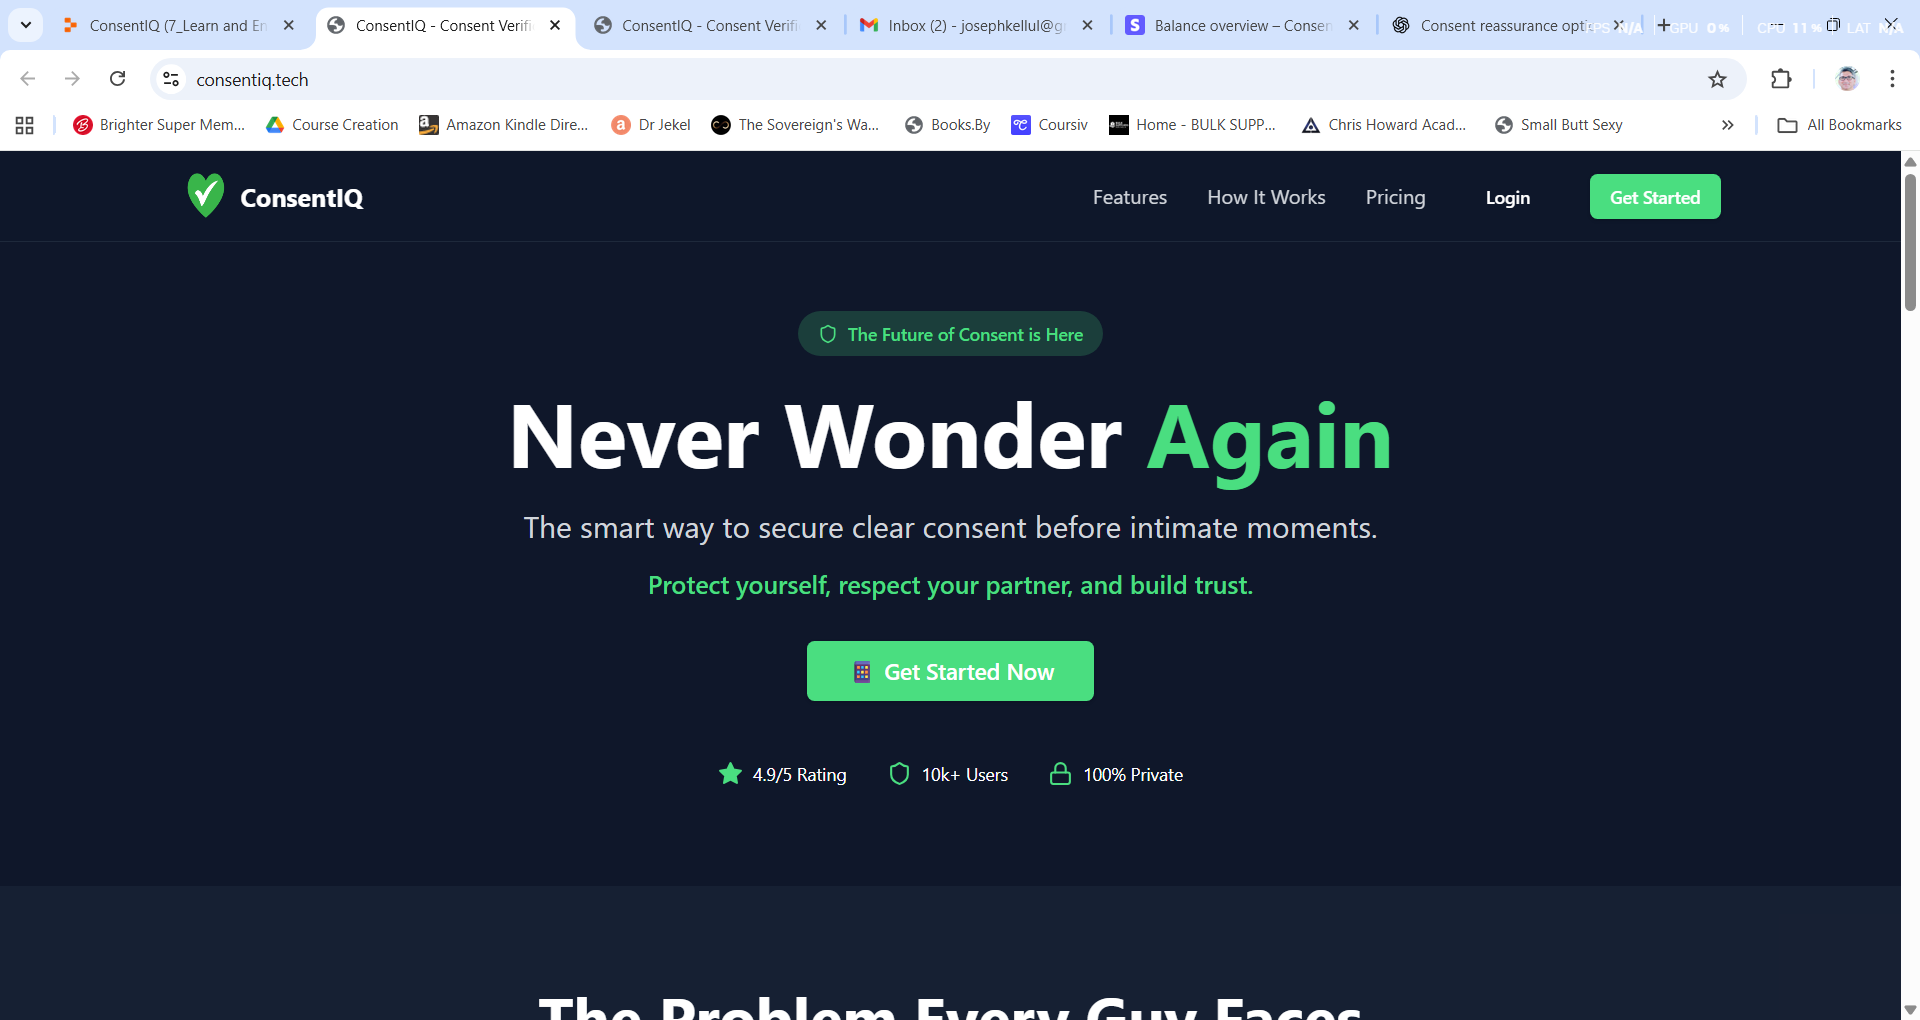 ConsentIQ (7_Learn and En
ConsentIQ - Consent Verifi
ConsentIQ - Consent Verifi
Inbox (2) - josephkellul@gr
Balance overview – Consen
Consent reassurance opti
FPS N/A GPU 0% CPU 11% LAT N/A
consentiq.tech
Brighter Super Mem...
Course Creation
Amazon Kindle Dire...
Dr Jekel
The Sovereign's Wa...
Books.By
Coursiv
Home - BULK SUPP...
Chris Howard Acad...
Small Butt Sexy
All Bookmarks
ConsentIQ
Features
How It Works
Pricing
Login
Get Started
The Future of Consent is Here
Never Wonder Again
The smart way to secure clear consent before intimate moments.
Protect yourself, respect your partner, and build trust.
Get Started Now
4.9/5 Rating
10k+ Users
100% Private
The Problem Every Guy Faces